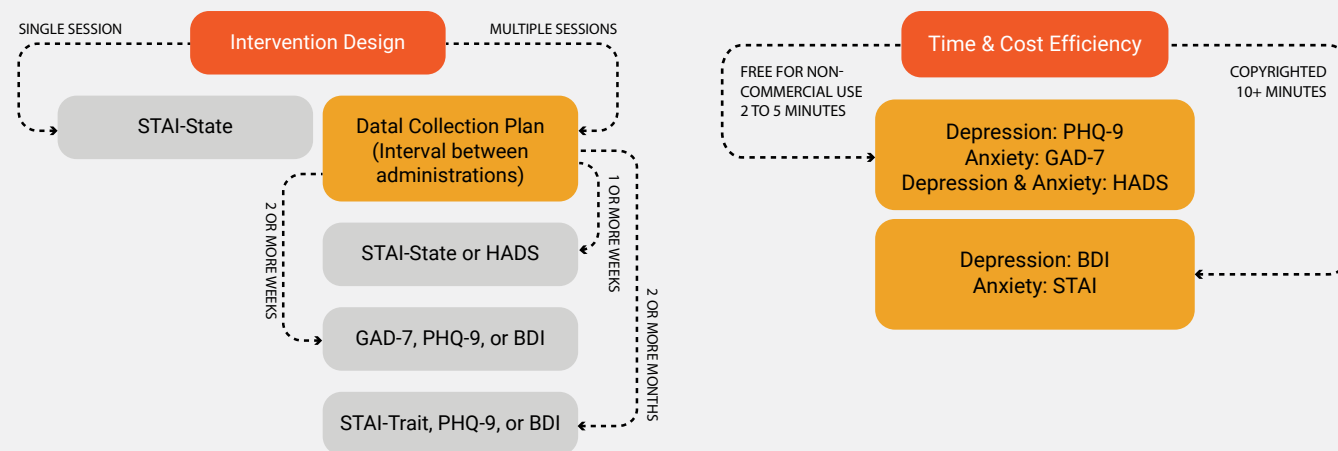 SINGLE SESSION
Intervention Design
MULTIPLE SESSIONS
STAI-State
Datal Collection Plan
(Interval between
administrations)
2 OR MORE WEEKS
1 OR MORE WEEKS
2 OR MORE MONTHS
STAI-State or HADS
GAD-7, PHQ-9, or BDI
STAI-Trait, PHQ-9, or BDI
Time & Cost Efficiency
FREE FOR NON-
COMMERCIAL USE
2 TO 5 MINUTES
COPYRIGHTED
10+ MINUTES
Depression: PHQ-9
Anxiety: GAD-7
Depression & Anxiety: HADS
Depression: BDI
Anxiety: STAI